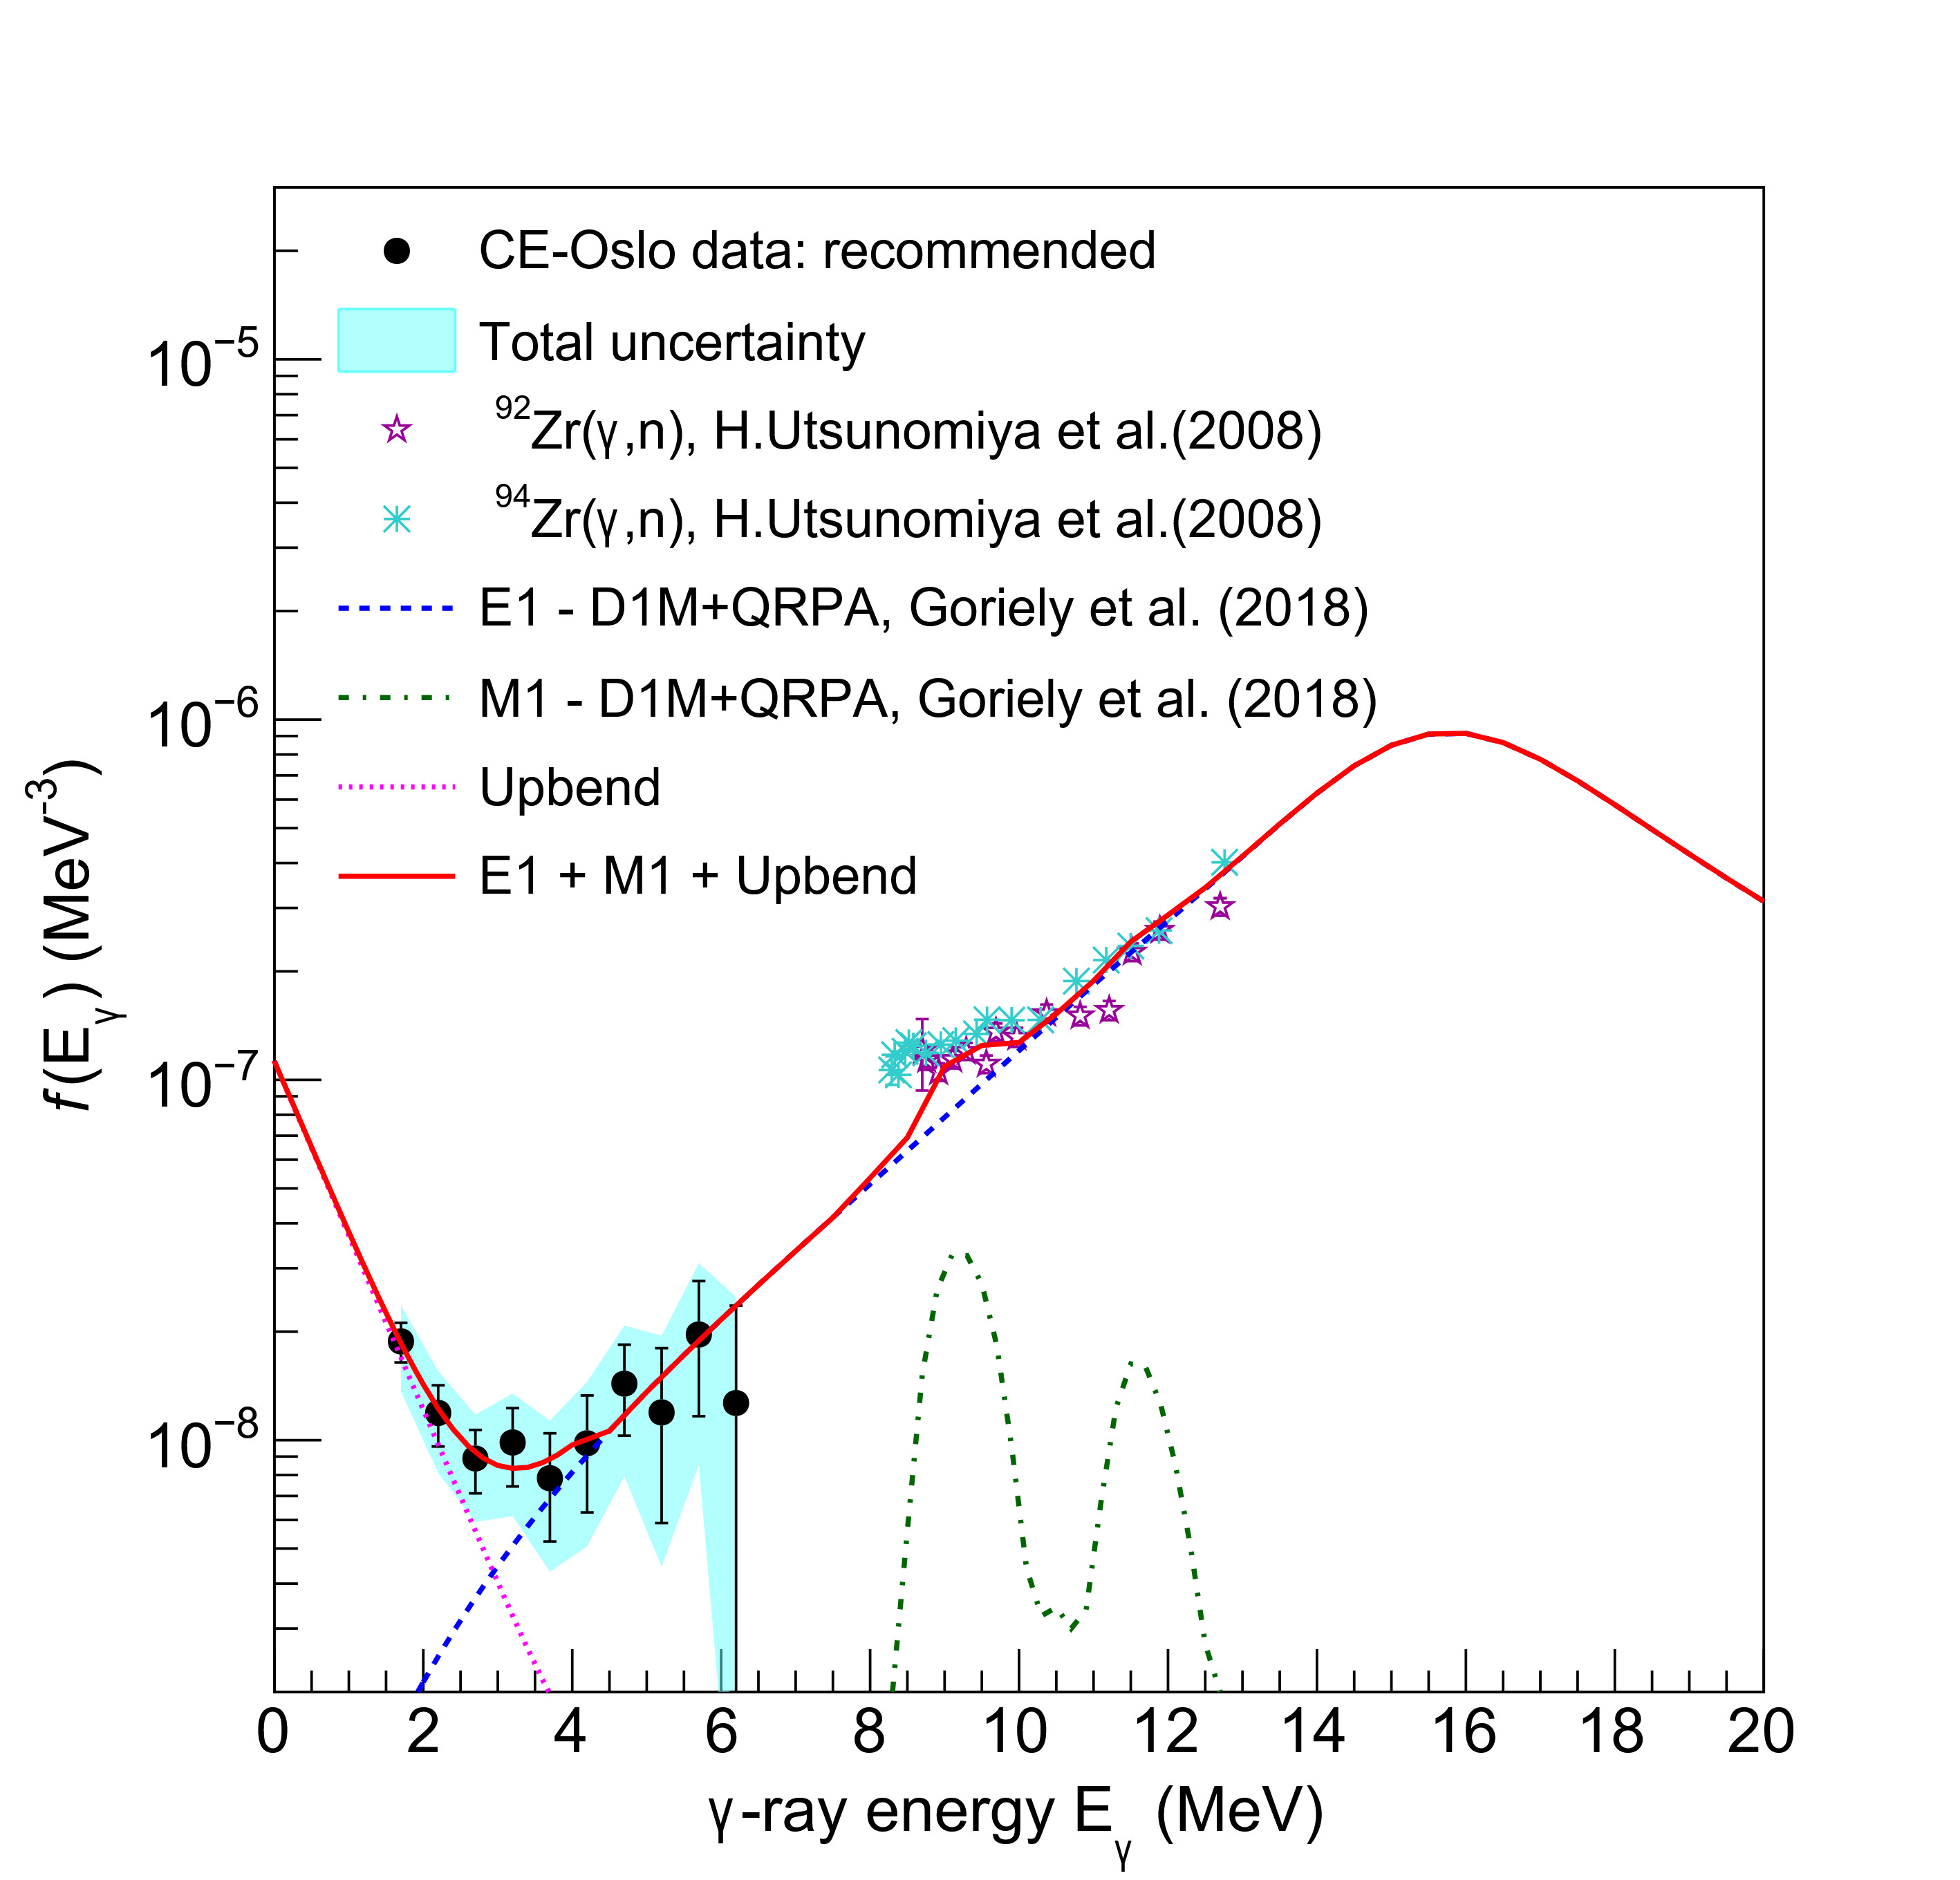 CE-Oslo data: recommended
Total uncertainty
⁹²Zr(γ,n), H.Utsunomiya et al.(2008)
⁹⁴Zr(γ,n), H.Utsunomiya et al.(2008)
E1 - D1M+QRPA, Goriely et al. (2018)
M1 - D1M+QRPA, Goriely et al. (2018)
Upbend
E1 + M1 + Upbend
10⁻⁵
10⁻⁶
10⁻⁷
10⁻⁸
f(Eγ) (MeV⁻³)
0 2 4 6 8 10 12 14 16 18 20
γ-ray energy Eγ (MeV)